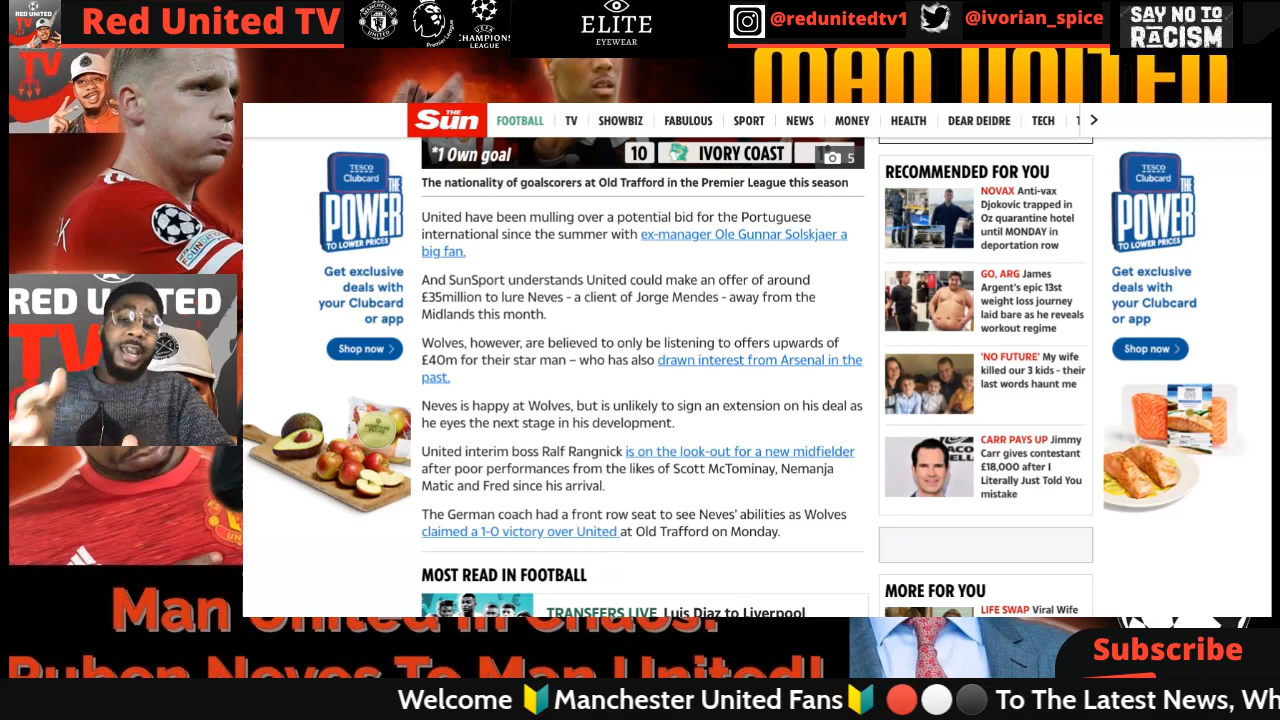 Red United TV
CHAMPIONS
LEAGUE
Premier
League
ELITE
EYEWEAR
@redunitedtv1
@ivorian_spice
SAY NO TO
RACISM
TV
MAN UNITED
THE
Sun
FOOTBALL
TV
SHOWBIZ
FABULOUS
SPORT
NEWS
MONEY
HEALTH
DEAR DEIDRE
TECH
*1 Own goal
10
IVORY COAST
5
The nationality of goalscorers at Old Trafford in the Premier League this season
United have been mulling over a potential bid for the Portuguese
international since the summer with ex-manager Ole Gunnar Solskjaer a
big fan.
And SunSport understands United could make an offer of around
£35million to lure Neves - a client of Jorge Mendes - away from the
Midlands this month.
Wolves, however, are believed to only be listening to offers upwards of
£40m for their star man – who has also drawn interest from Arsenal in the
past.
Neves is happy at Wolves, but is unlikely to sign an extension on his deal as
he eyes the next stage in his development.
United interim boss Ralf Rangnick is on the look-out for a new midfielder
after poor performances from the likes of Scott McTominay, Nemanja
Matic and Fred since his arrival.
The German coach had a front row seat to see Neves' abilities as Wolves
claimed a 1-0 victory over United at Old Trafford on Monday.
MOST READ IN FOOTBALL
TRANSFERS LIVE Luis Diaz to Liverpool
RECOMMENDED FOR YOU
NOVAX Anti-vax
Djokovic trapped in
Oz quarantine hotel
until MONDAY in
deportation row
GO, ARG James
Argent's epic 13st
weight loss journey
laid bare as he reveals
workout regime
'NO FUTURE' My wife
killed our 3 kids - their
last words haunt me
CARR PAYS UP Jimmy
Carr gives contestant
£18,000 after I
Literally Just Told You
mistake
MORE FOR YOU
LIFE SWAP Viral Wife
TESCO
Clubcard
THE
POWER
TO LOWER PRICES
Get exclusive
deals with
your Clubcard
or app
Shop now
TESCO
Clubcard
THE
POWER
TO LOWER PRICES
Get exclusive
deals with
your Clubcard
or app
Shop now
RED UNITED
TV
Man United In Chaos!
Ruben Neves To Man United!
Subscribe
Welcome 🔰Manchester United Fans🔰 🔴⚪⚫ To The Latest News, Wh